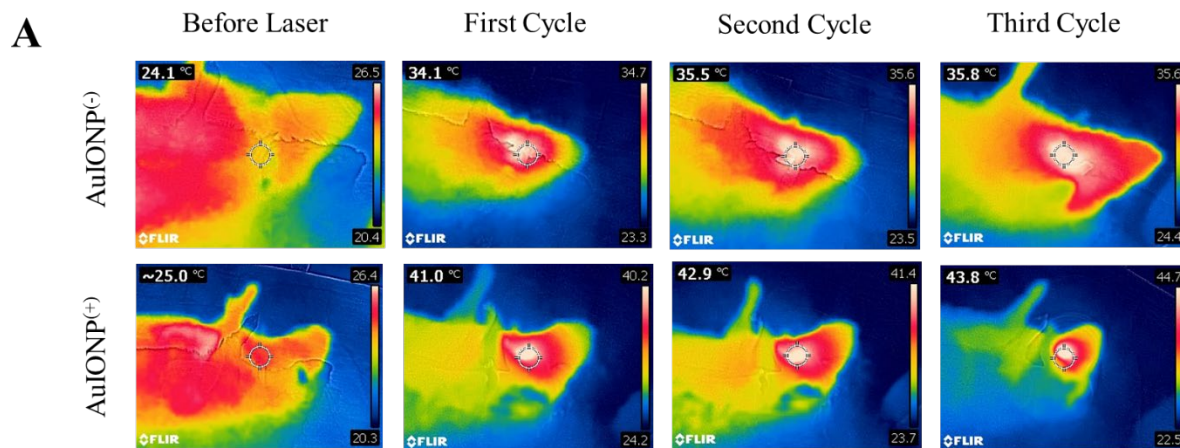 A
Before Laser
First Cycle
Second Cycle
Third Cycle
AuIONP(-)
24.1 °C
26.5
20.4
FLIR
34.1 °C
34.7
23.3
FLIR
35.5 °C
35.6
23.5
FLIR
35.8 °C
35.6
24.4
FLIR
AuIONP(+)
~25.0 °C
26.4
20.3
FLIR
41.0 °C
40.2
24.2
FLIR
42.9 °C
41.4
23.7
FLIR
43.8 °C
44.7
22.5
FLIR